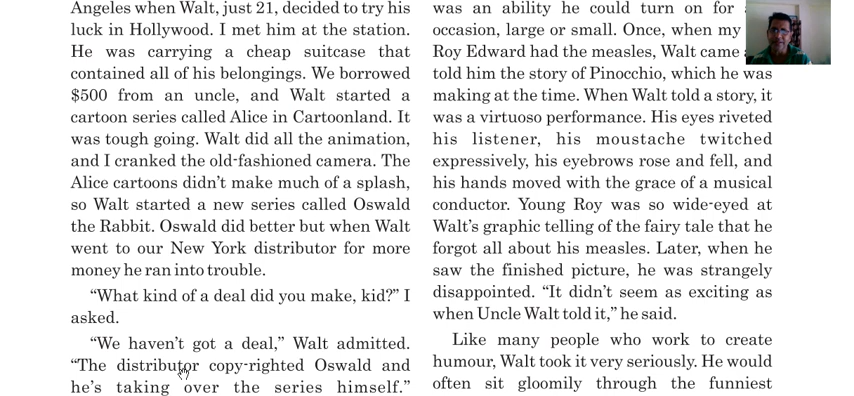 Angeles when Walt, just 21, decided to try his
luck in Hollywood. I met him at the station.
He was carrying a cheap suitcase that
contained all of his belongings. We borrowed
$500 from an uncle, and Walt started a
cartoon series called Alice in Cartoonland. It
was tough going. Walt did all the animation,
and I cranked the old-fashioned camera. The
Alice cartoons didn’t make much of a splash,
so Walt started a new series called Oswald
the Rabbit. Oswald did better but when Walt
went to our New York distributor for more
money he ran into trouble.
“What kind of a deal did you make, kid?” I
asked.
“We haven’t got a deal,” Walt admitted.
“The distributor copy-righted Oswald and
he’s taking over the series himself.”
was an ability he could turn on for
occasion, large or small. Once, when my
Roy Edward had the measles, Walt came
told him the story of Pinocchio, which he was
making at the time. When Walt told a story, it
was a virtuoso performance. His eyes riveted
his listener, his moustache twitched
expressively, his eyebrows rose and fell, and
his hands moved with the grace of a musical
conductor. Young Roy was so wide-eyed at
Walt’s graphic telling of the fairy tale that he
forgot all about his measles. Later, when he
saw the finished picture, he was strangely
disappointed. “It didn’t seem as exciting as
when Uncle Walt told it,” he said.
Like many people who work to create
humour, Walt took it very seriously. He would
often sit gloomily through the funniest